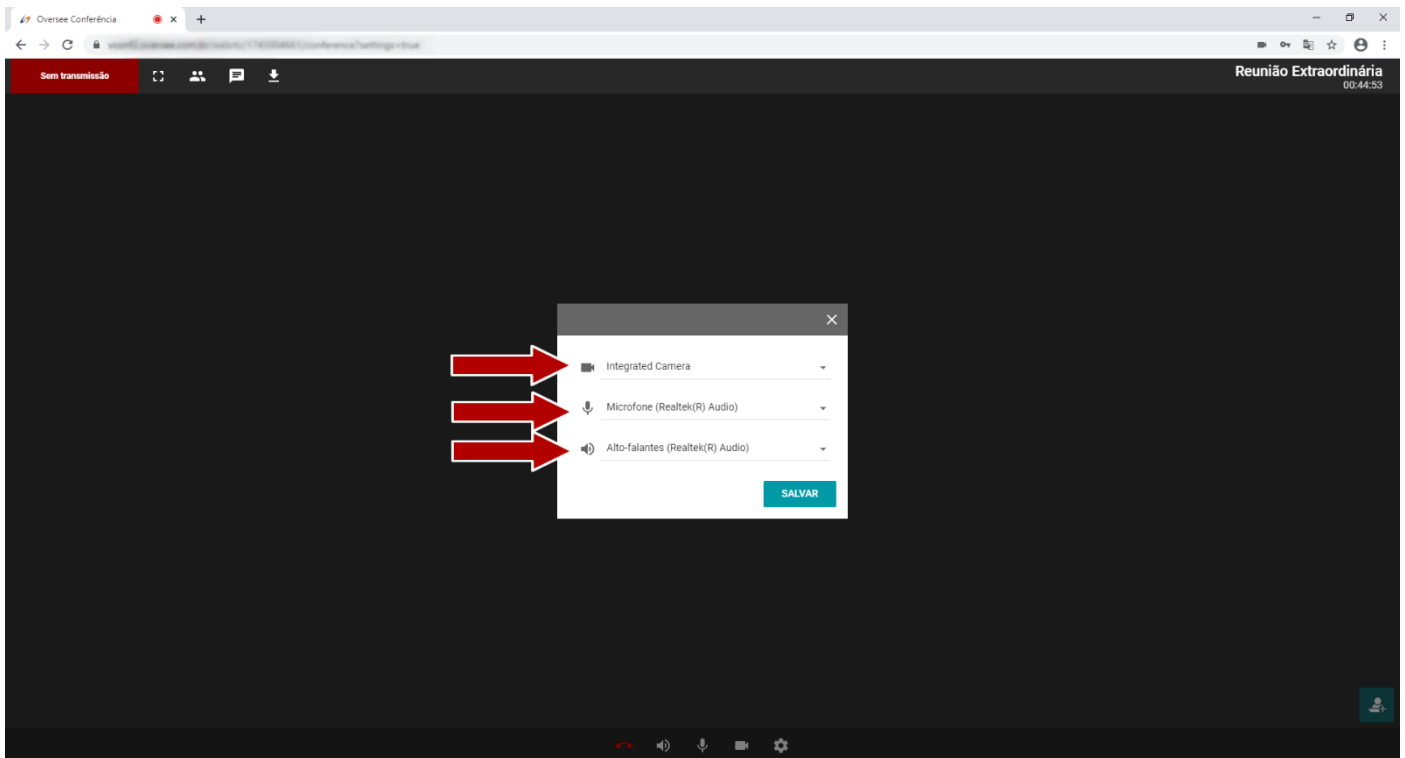 Oversee Conferência
Sem transmissão
Reunião Extraordinária
00:44:53
Integrated Camera
Microfone (Realtek(R) Audio)
Alto-falantes (Realtek(R) Audio)
SALVAR